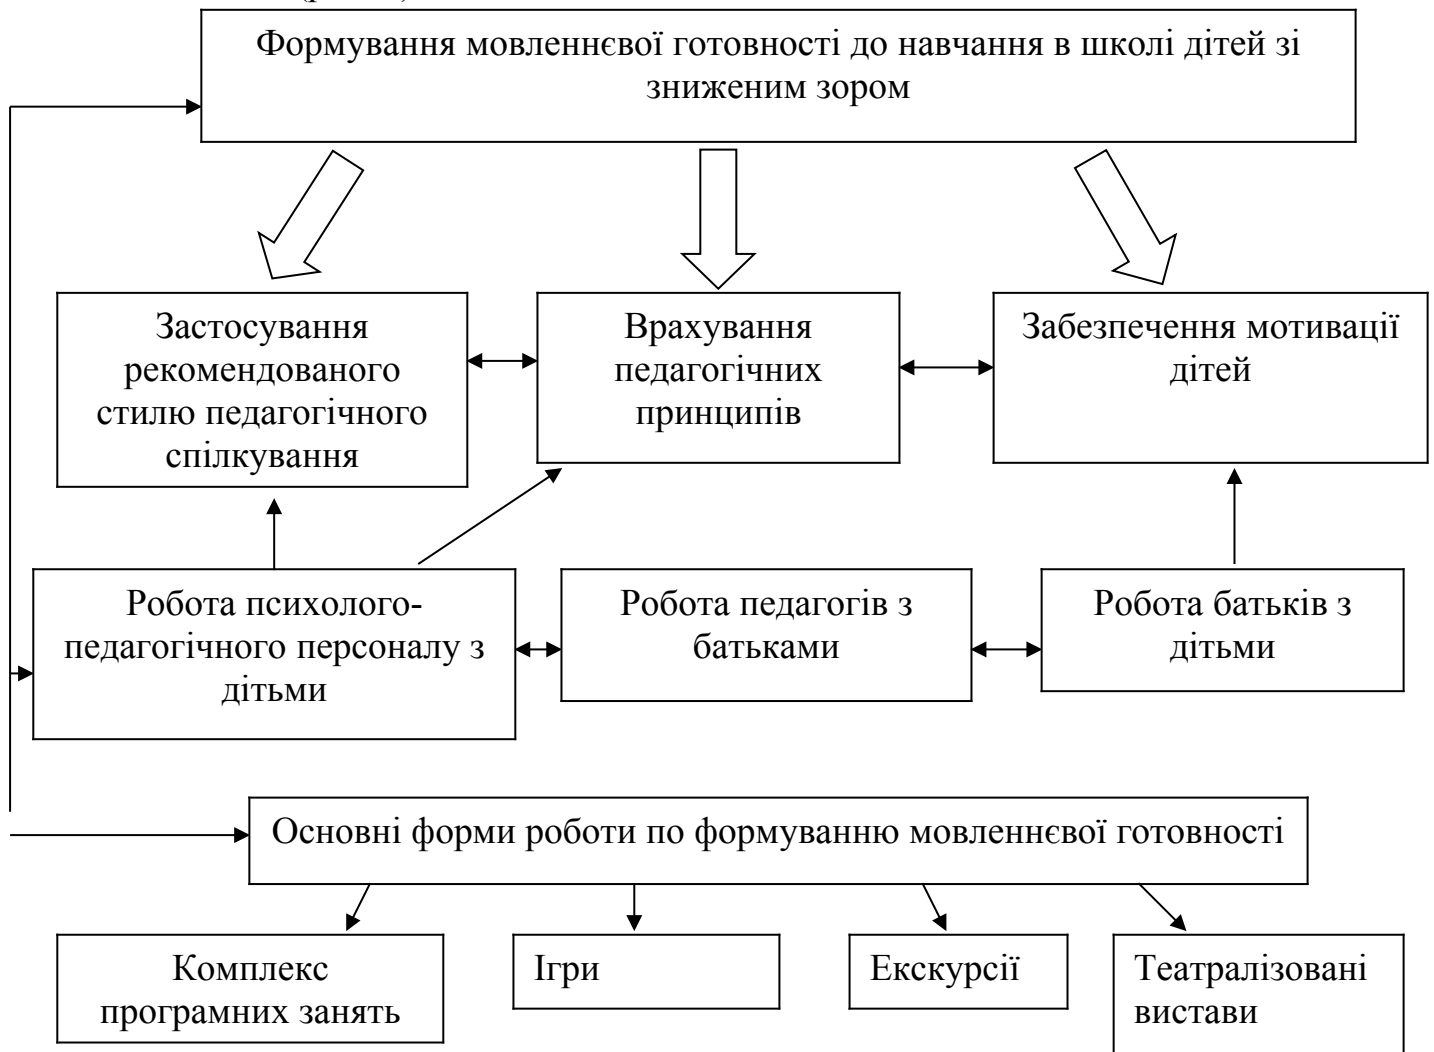 Формування мовленнєвої готовності до навчання в школі дітей зі
зниженим зором
Застосування
рекомендованого
стилю педагогічного
спілкування
Врахування
педагогічних
принципів
Забезпечення мотивації
дітей
Робота психолого-
педагогічного персоналу з
дітьми
Робота педагогів з
батьками
Робота батьків з
дітьми
Основні форми роботи по формуванню мовленнєвої готовності
Комплекс
програмних занять
Ігри
Екскурсії
Театралізовані
вистави